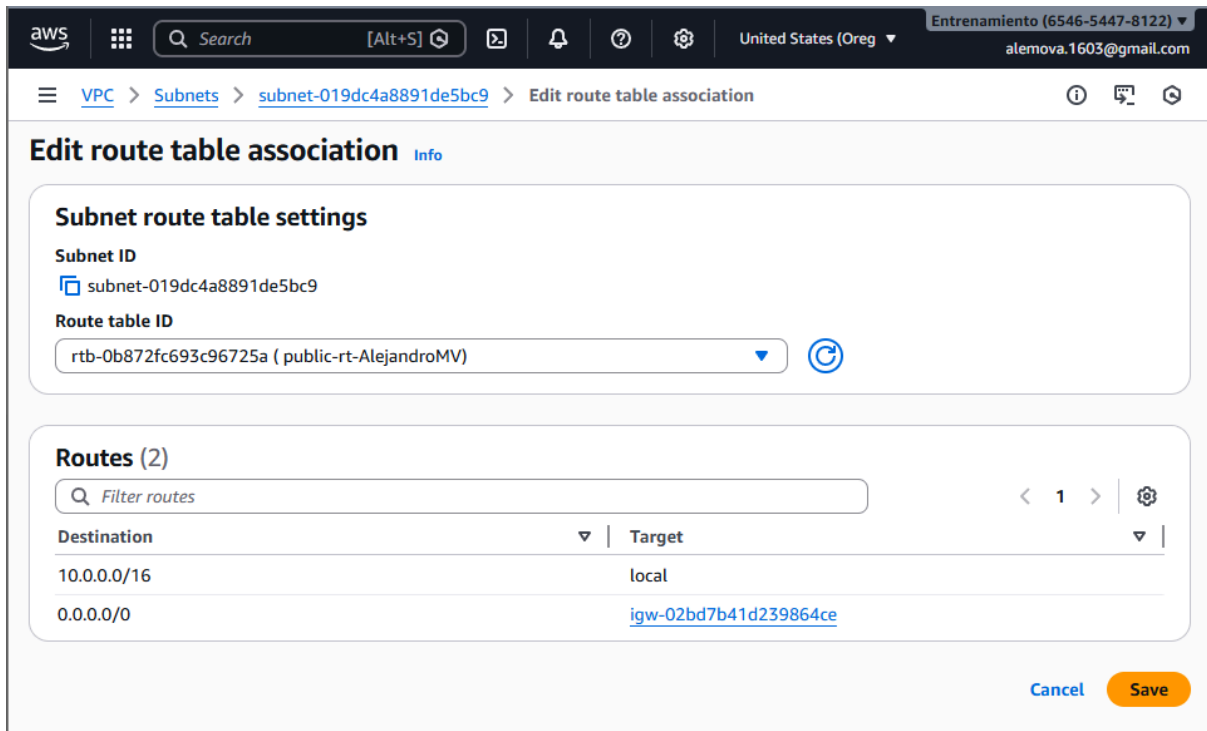 aws
Search [Alt+S] United States (Oreg
Entrenamiento (6546-5447-8122)
alemova.1603@gmail.com
VPC > Subnets > subnet-019dc4a8891de5bc9 > Edit route table association
Edit route table association Info
Subnet route table settings
Subnet ID
subnet-019dc4a8891de5bc9
Route table ID
rtb-0b872fc693c96725a ( public-rt-AlejandroMV)
Routes (2)
Filter routes
< 1 >
Destination Target
10.0.0.0/16 local
0.0.0.0/0 igw-02bd7b41d239864ce
Cancel Save